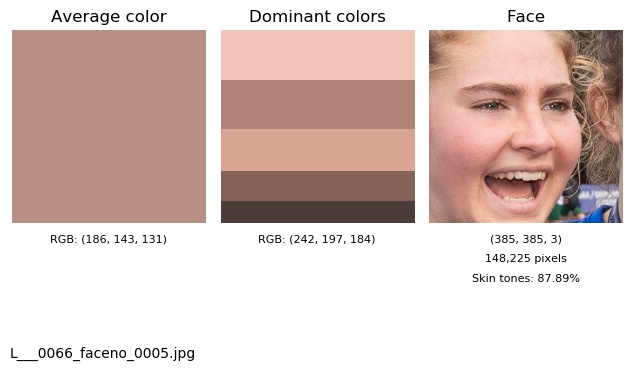 Average color
Dominant colors
Face
RGB: (186, 143, 131)
RGB: (242, 197, 184)
(385, 385, 3)
148,225 pixels
Skin tones: 87.89%
L___0066_faceno_0005.jpg